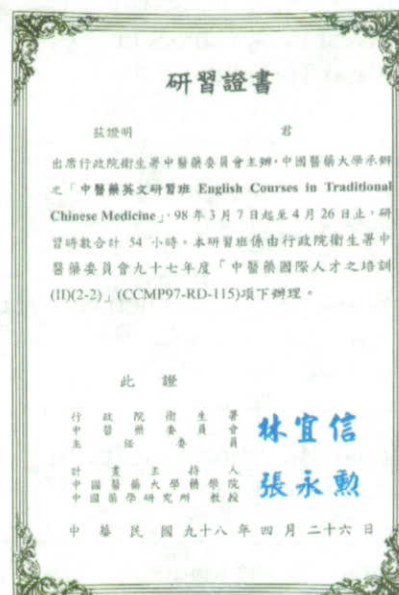 研習證書
茲證明 君
出席行政院衛生署中醫藥委員會主辦,中國醫藥大學承辦
之「中醫藥英文研習班 English Courses in Traditional
Chinese Medicine」,98 年 3 月 7 日起至 4 月 26 日止,研
習時數合計 54 小時。本研習班係由行政院衛生署中
醫藥委員會九十七年度「中醫藥國際人才之培訓
(II)(2-2)」(CCMP97-RD-115)項下辦理。
此 證
行政院衛生署
中醫藥委員會
主任委員
林宜信
計畫主持人
中國醫藥大學藥學院
中國藥學研究所 教授
張永勳
中華民國九十八年四月二十六日